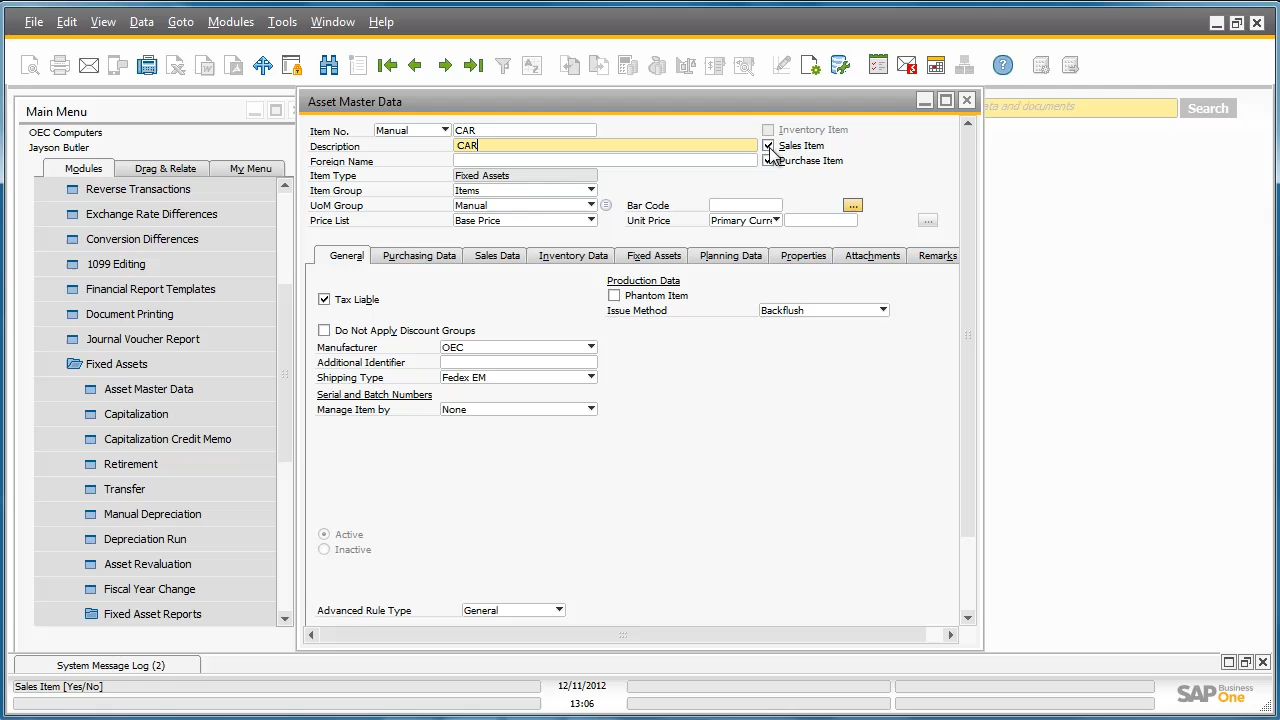 File Edit View Data Goto Modules Tools Window Help
Main Menu
OEC Computers
Jayson Butler
Modules Drag & Relate My Menu
Reverse Transactions
Exchange Rate Differences
Conversion Differences
1099 Editing
Financial Report Templates
Document Printing
Journal Voucher Report
Fixed Assets
Asset Master Data
Capitalization
Capitalization Credit Memo
Retirement
Transfer
Manual Depreciation
Depreciation Run
Asset Revaluation
Fiscal Year Change
Fixed Asset Reports
ata and documents Search
Asset Master Data
Item No. Manual CAR Inventory Item
Description CAR Sales Item
Foreign Name Purchase Item
Item Type Fixed Assets
Item Group Items
UoM Group Manual Bar Code ...
Price List Base Price Unit Price Primary Curr ...
General Purchasing Data Sales Data Inventory Data Fixed Assets Planning Data Properties Attachments Remarks
Production Data
Tax Liable Phantom Item
Issue Method Backflush
Do Not Apply Discount Groups
Manufacturer OEC
Additional Identifier
Shipping Type Fedex EM
Serial and Batch Numbers
Manage Item by None
Active
Inactive
Advanced Rule Type General
System Message Log (2)
Sales Item [Yes/No] 12/11/2012
13:06
SAP Business One